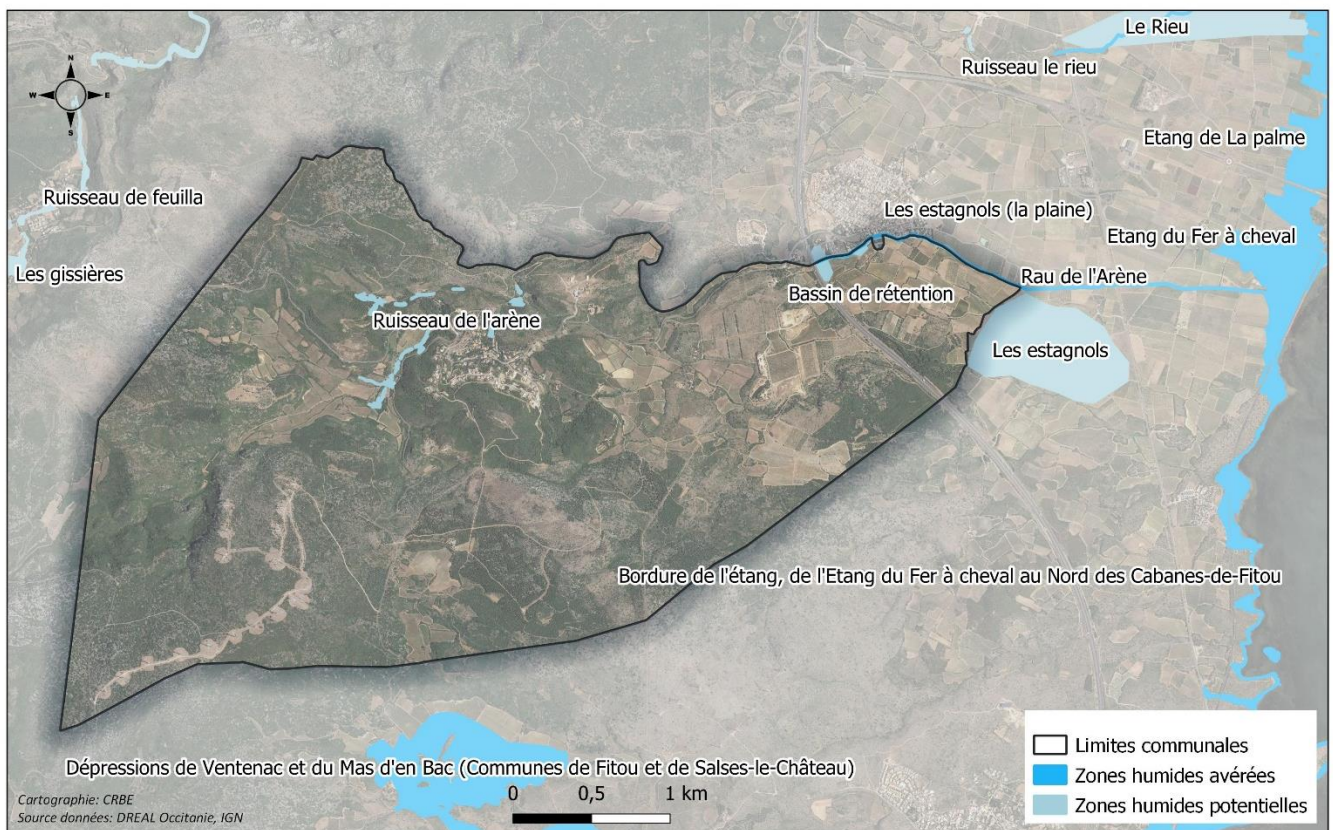 Le Rieu
Ruisseau le rieu
N
W E
S
Etang de La palme
Ruisseau de feuilla
Les estagnols (la plaine)
Etang du Fer à cheval
Les gissières
Rau de l'Arène
Bassin de rétention
Ruisseau de l'arène
Les estagnols
Bordure de l'étang, de l'Etang du Fer à cheval au Nord des Cabanes-de-Fitou
Dépressions de Ventenac et du Mas d'en Bac (Communes de Fitou et de Salses-le-Château)
Limites communales
Zones humides avérées
Zones humides potentielles
0 0,5 1 km
Cartographie: CRBE
Source données: DREAL Occitanie, IGN